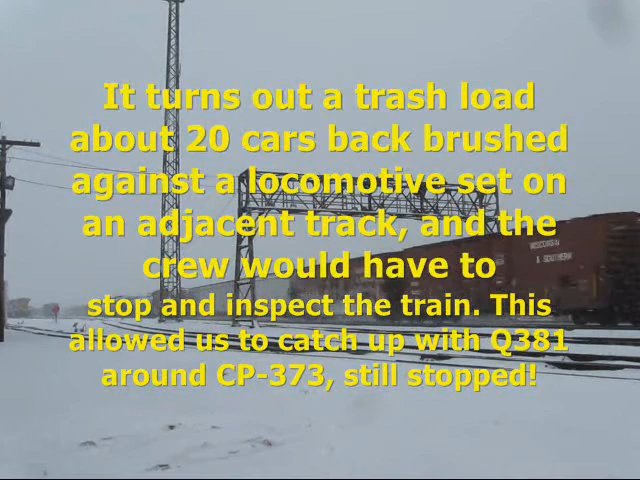 It turns out a trash load
about 20 cars back brushed
against a locomotive set on
an adjacent track, and the
crew would have to
stop and inspect the train. This
allowed us to catch up with Q381
around CP-373, still stopped!
WISCONSIN
& SOUTHERN